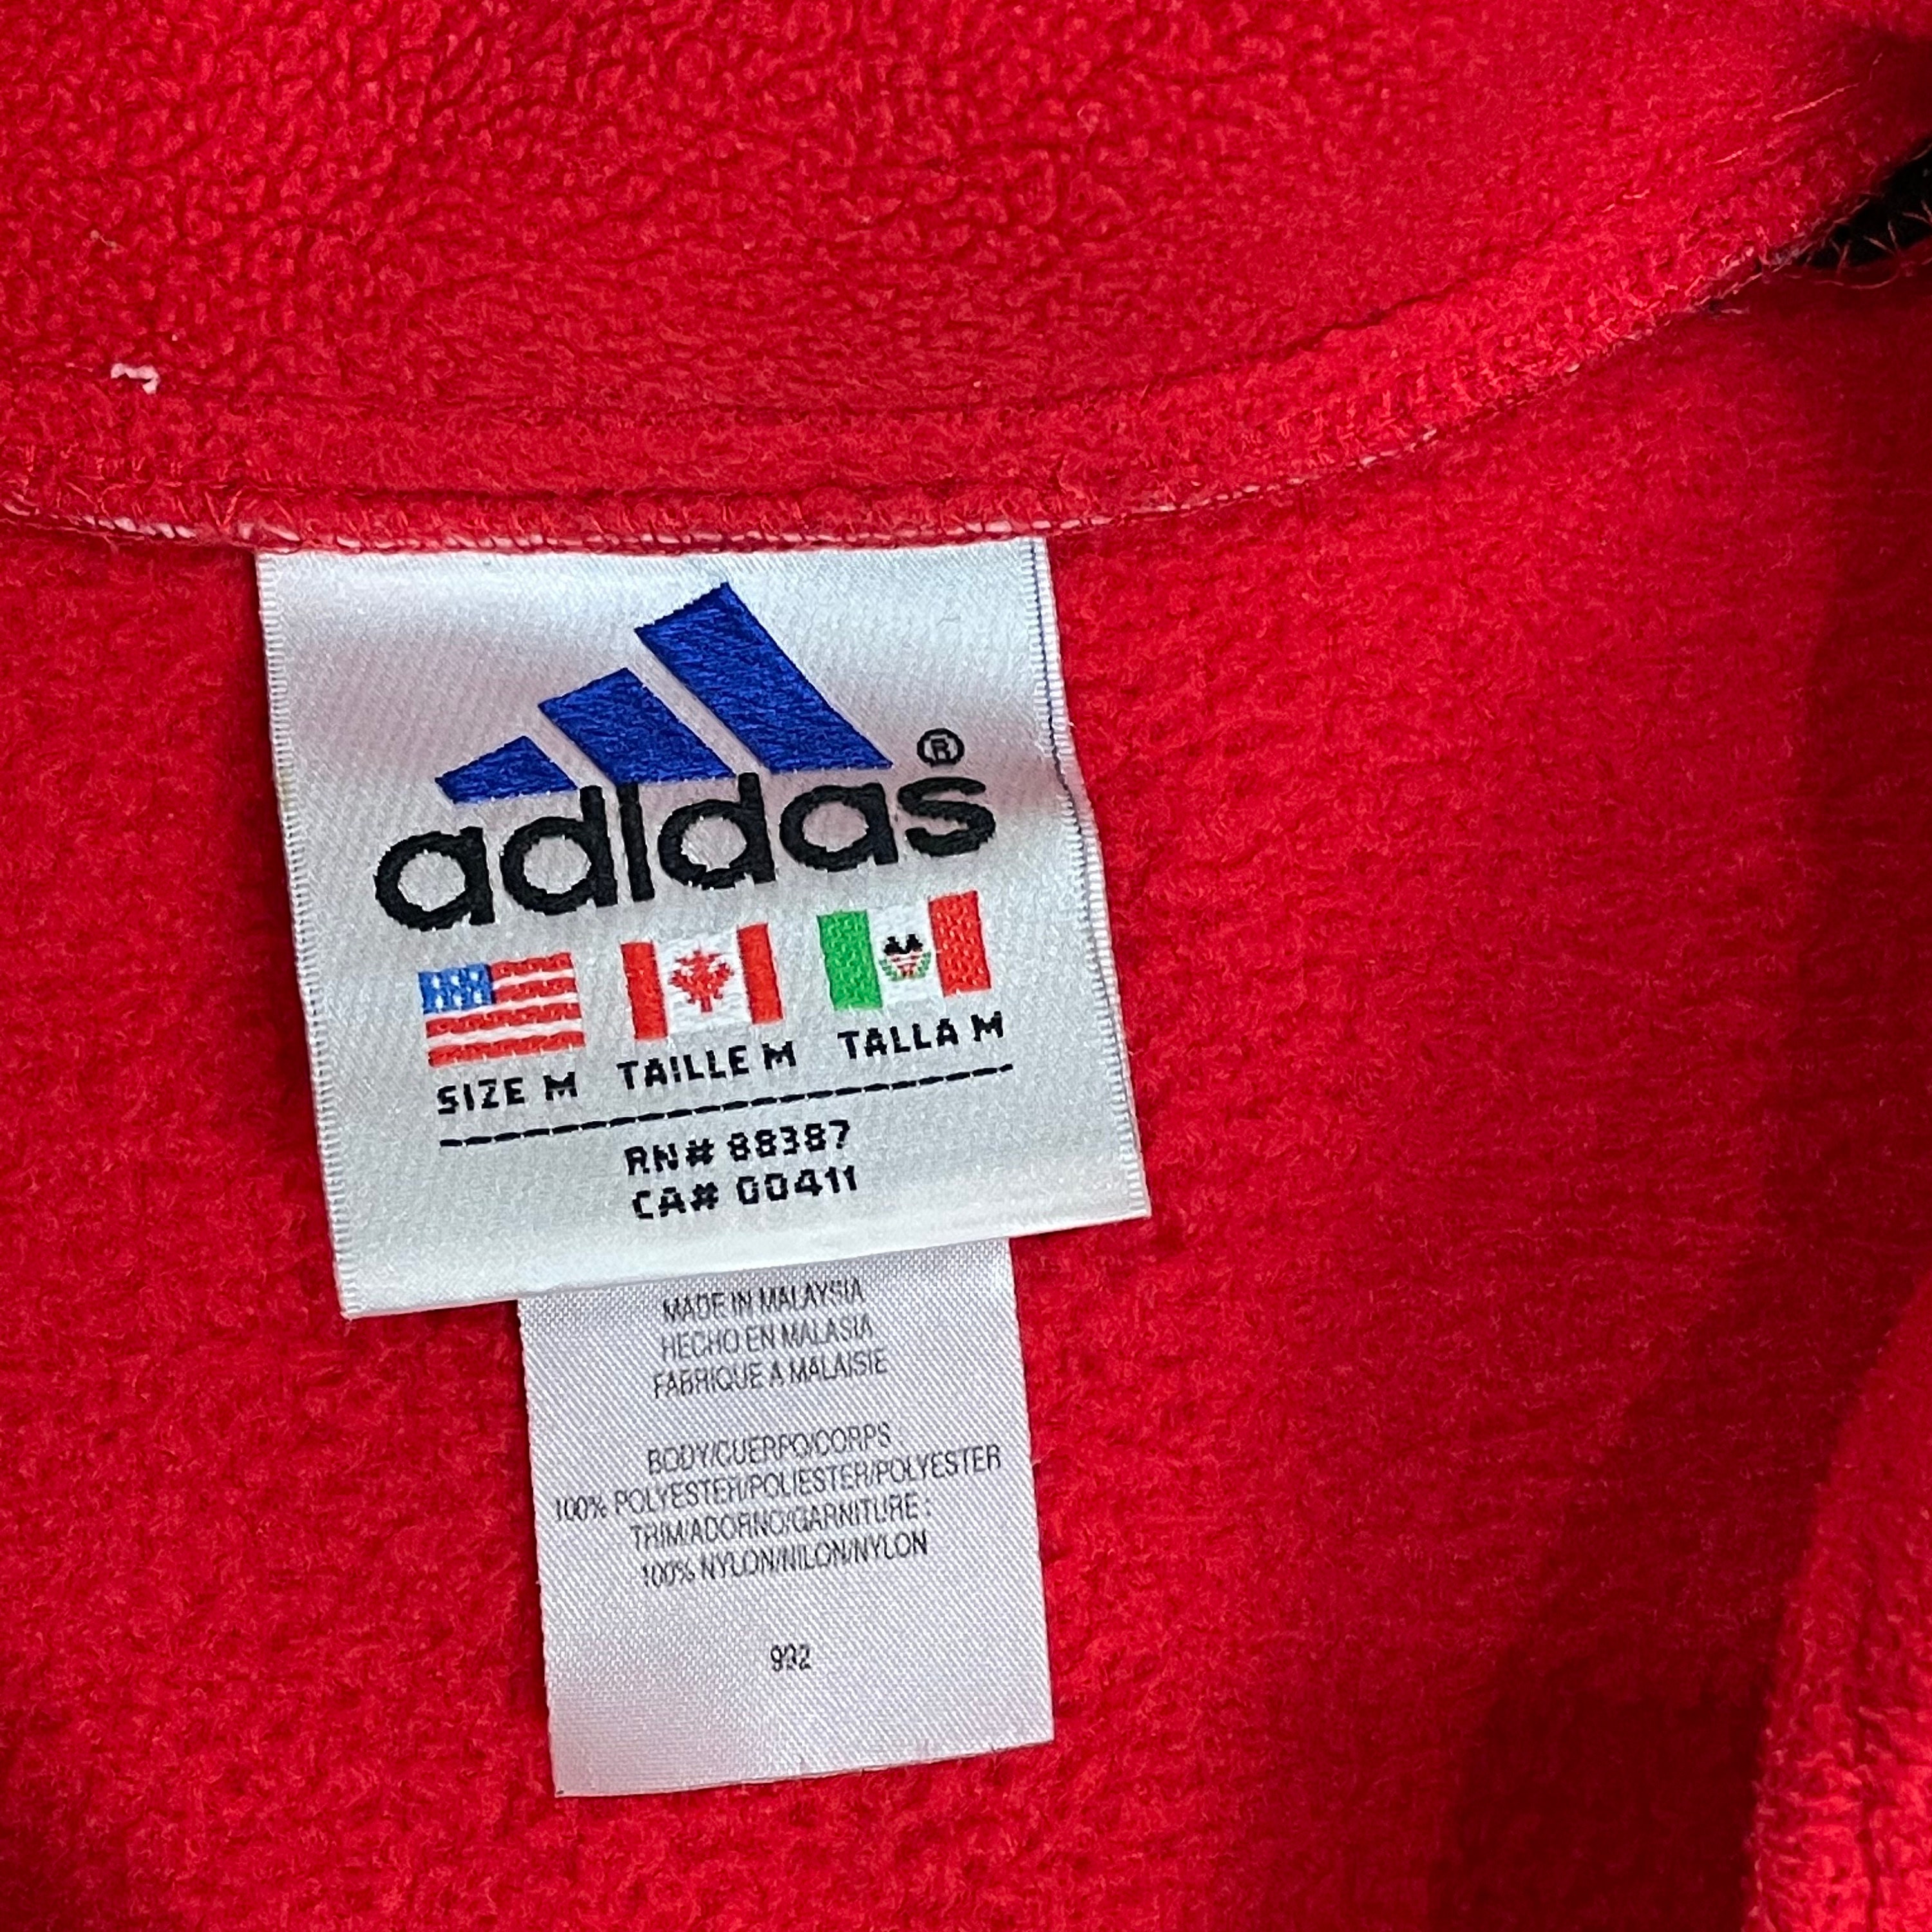 adidas®
SIZE M TAILLE M TALLA M
RN# 88387
CA# 00411
MADE IN MALAYSIA
HECHO EN MALASIA
FABRIQUE A MALAISIE
BODY/CUERPO/CORPS
100% POLYESTER/POLIESTER/POLYESTER
TRIM/ADORNO/GARNITURE :
100% NYLON/NILON/NYLON
992